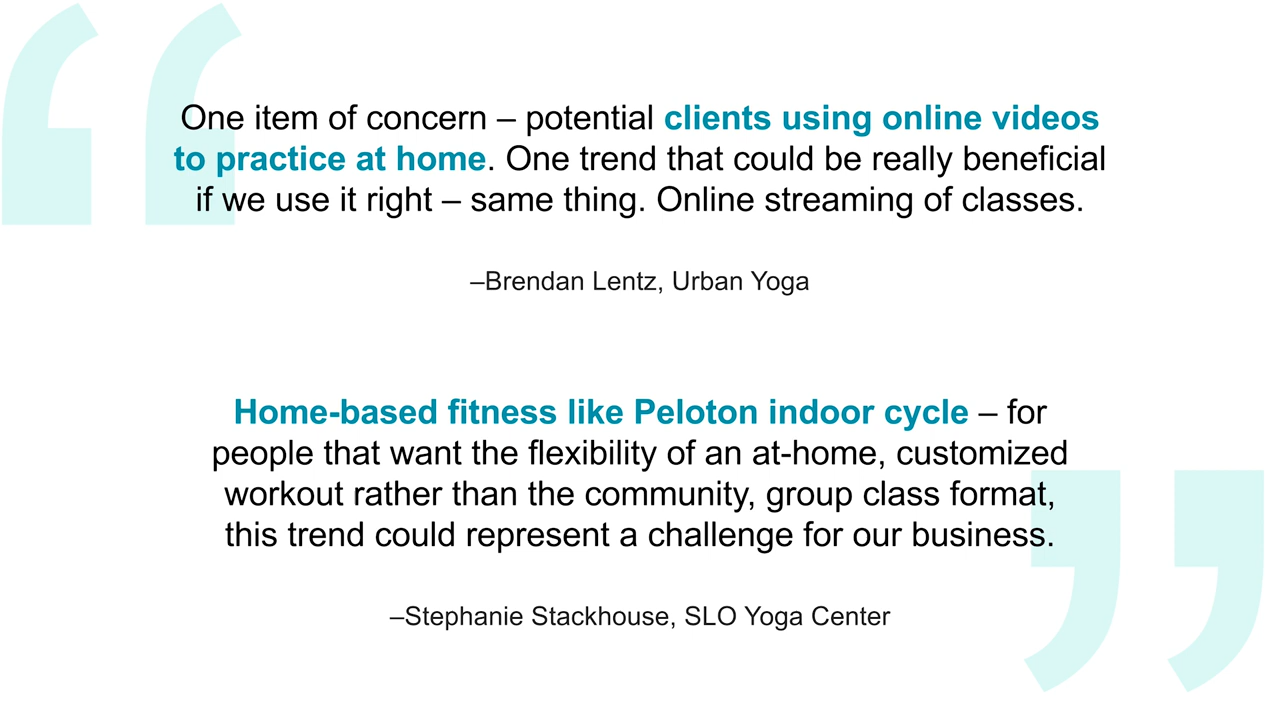 One item of concern – potential clients using online videos
to practice at home. One trend that could be really beneficial
if we use it right – same thing. Online streaming of classes.
–Brendan Lentz, Urban Yoga
Home-based fitness like Peloton indoor cycle – for
people that want the flexibility of an at-home, customized
workout rather than the community, group class format,
this trend could represent a challenge for our business.
–Stephanie Stackhouse, SLO Yoga Center